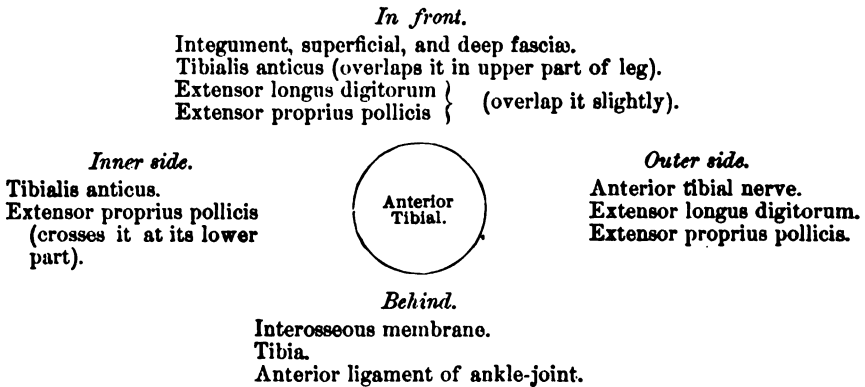 In front.
Integument, superficial, and deep fasciæ.
Tibialis anticus (overlaps it in upper part of leg).
Extensor longus digitorum
Extensor proprius pollicis
(overlap it slightly).
Inner side.
Tibialis anticus.
Extensor proprius pollicis
(crosses it at its lower
part).
Anterior
Tibial.
Outer side.
Anterior tibial nerve.
Extensor longus digitorum.
Extensor proprius pollicis.
Behind.
Interosseous membrane.
Tibia.
Anterior ligament of ankle-joint.